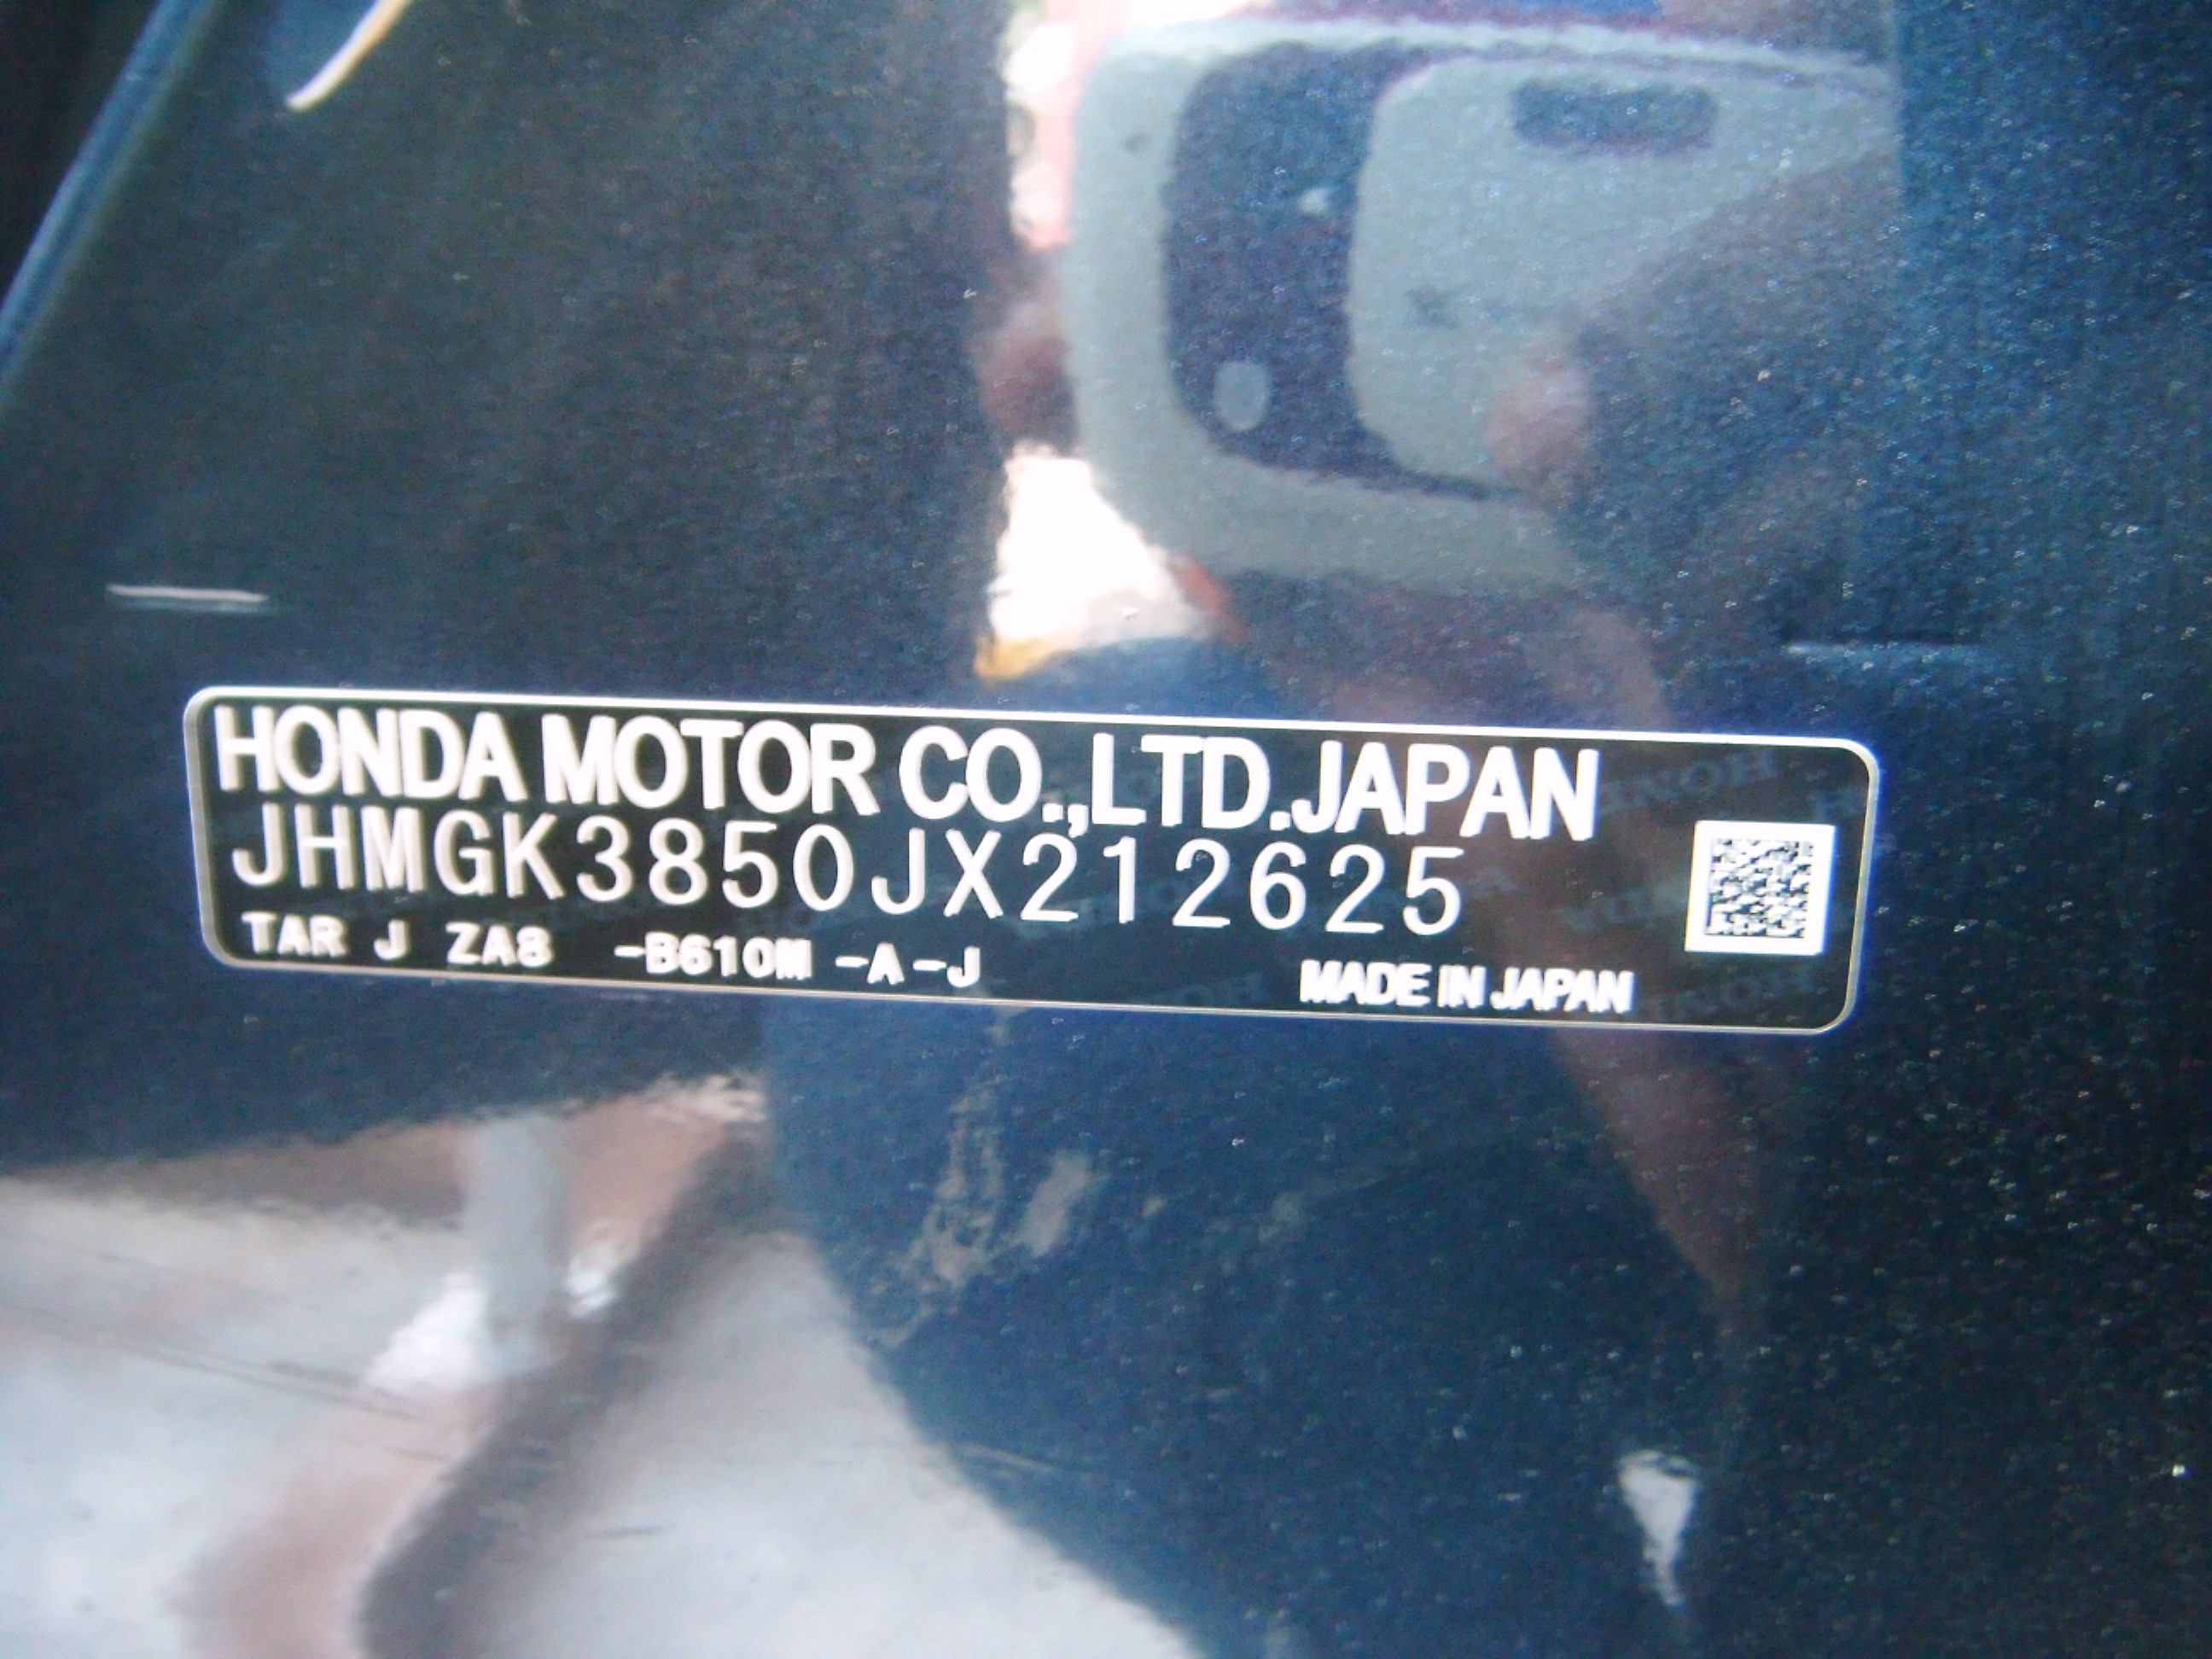 HONDA MOTOR CO.,LTD.JAPAN
JHMGK3850JX212625
TAR J ZA8 -B610M -A-J
MADE IN JAPAN